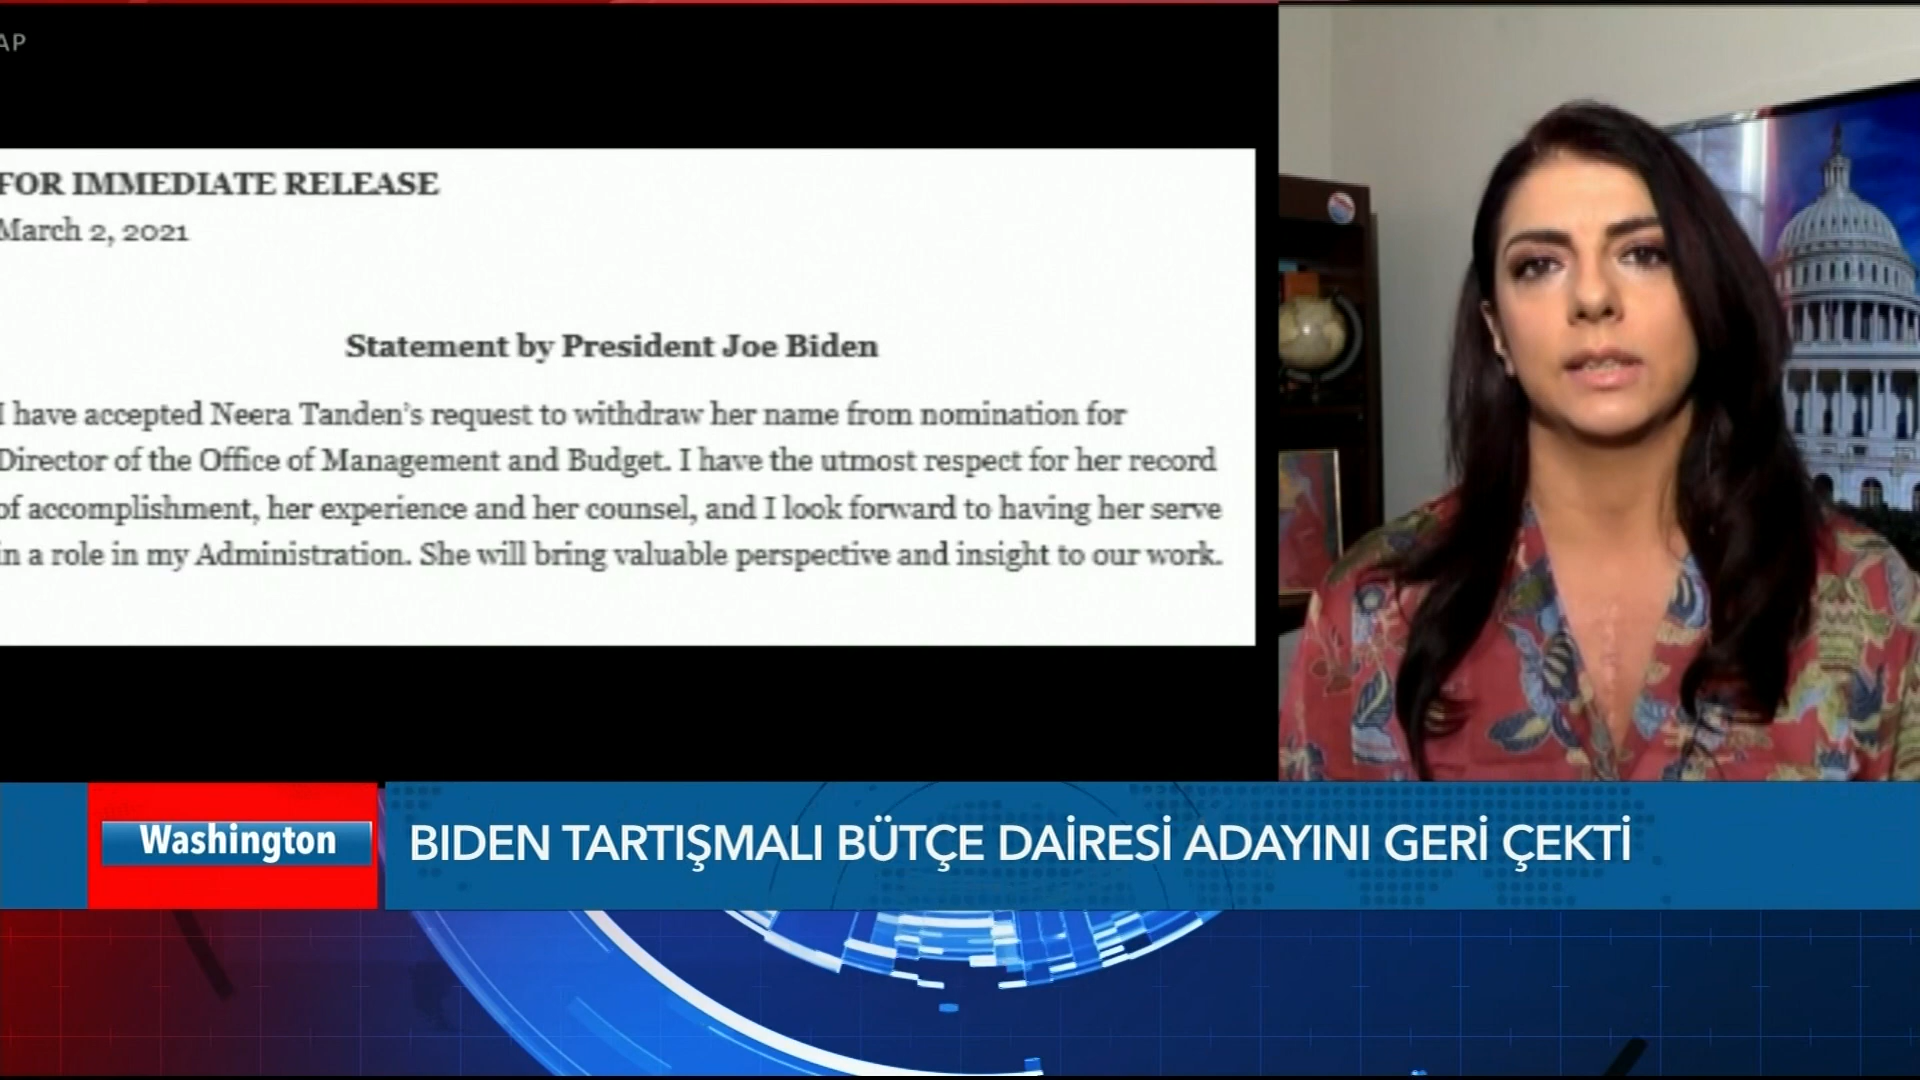 AP
FOR IMMEDIATE RELEASE
March 2, 2021
Statement by President Joe Biden
I have accepted Neera Tanden's request to withdraw her name from nomination for
Director of the Office of Management and Budget. I have the utmost respect for her record
of accomplishment, her experience and her counsel, and I look forward to having her serve
in a role in my Administration. She will bring valuable perspective and insight to our work.
Washington
BIDEN TARTIŞMALI BÜTÇE DAİRESİ ADAYINI GERİ ÇEKTİ